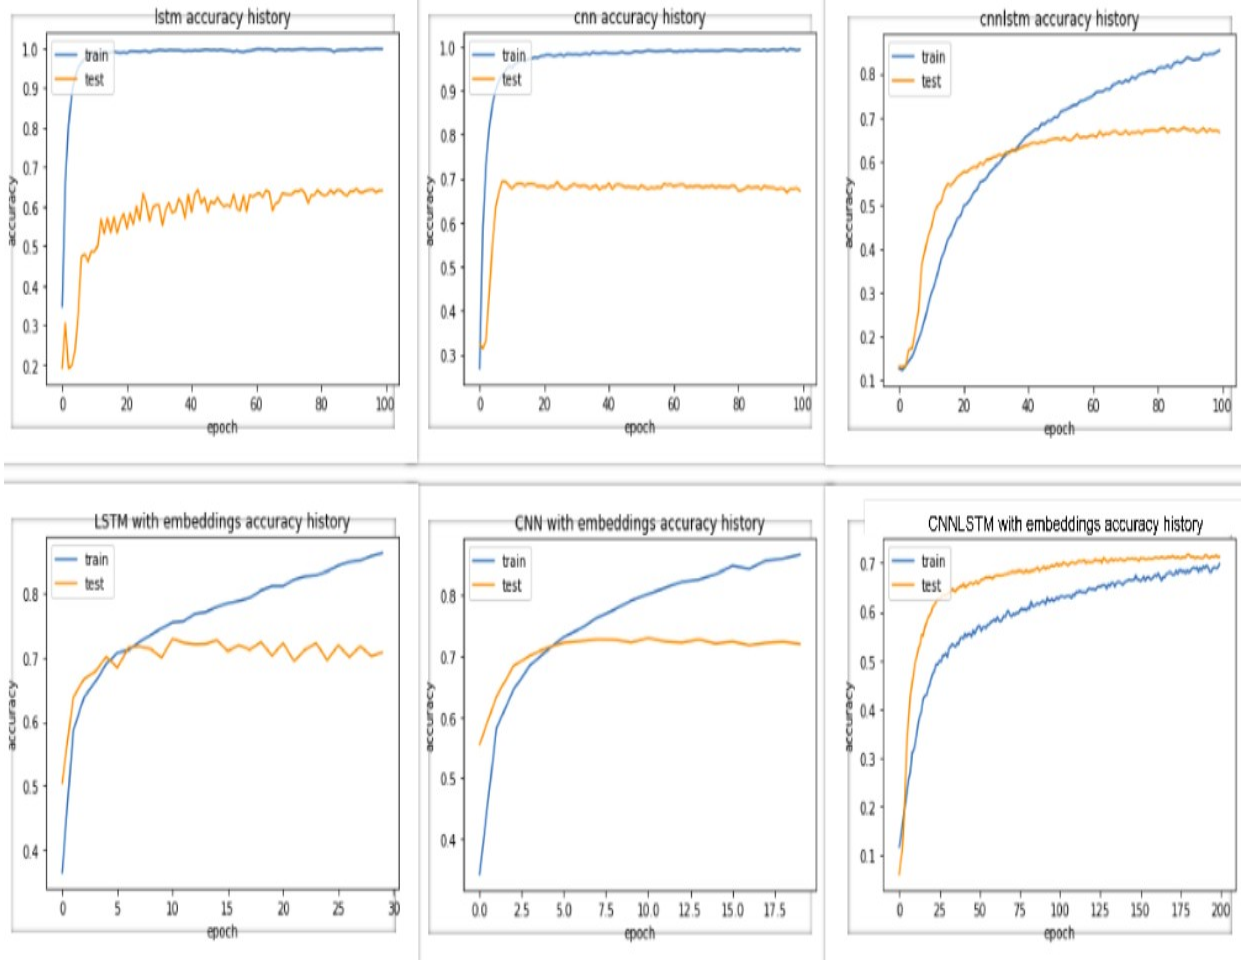 lstm accuracy history
train
test
accuracy
1.0
0.9
0.8
0.7
0.6
0.5
0.4
0.3
0.2
0 20 40 60 80 100
epoch
cnn accuracy history
train
test
accuracy
1.0
0.9
0.8
0.7
0.6
0.5
0.4
0.3
0 20 40 60 80 100
epoch
cnnlstm accuracy history
train
test
accuracy
0.8
0.7
0.6
0.5
0.4
0.3
0.2
0.1
0 20 40 60 80 100
epoch
LSTM with embeddings accuracy history
train
test
accuracy
0.8
0.7
0.6
0.5
0.4
0 5 10 15 20 25 30
epoch
CNN with embeddings accuracy history
train
test
accuracy
0.8
0.7
0.6
0.5
0.4
0.0 2.5 5.0 7.5 10.0 12.5 15.0 17.5
epoch
CNNLSTM with embeddings accuracy history
train
test
accuracy
0.7
0.6
0.5
0.4
0.3
0.2
0.1
0 25 50 75 100 125 150 175 200
epoch